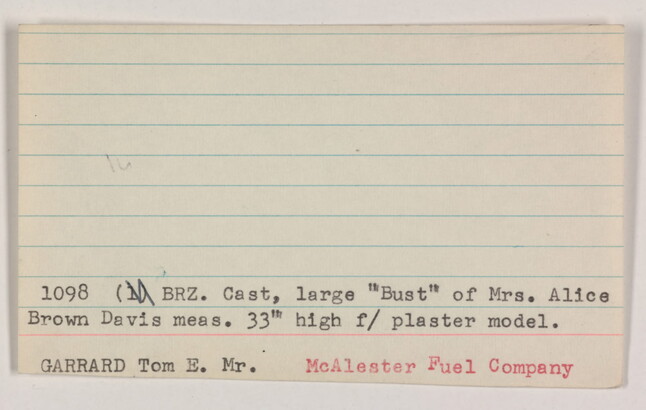 1098 (1) BRZ. Cast, large "Bust" of Mrs. Alice
Brown Davis meas. 33" high f/ plaster model.
GARRARD Tom E. Mr. McAlester Fuel Company